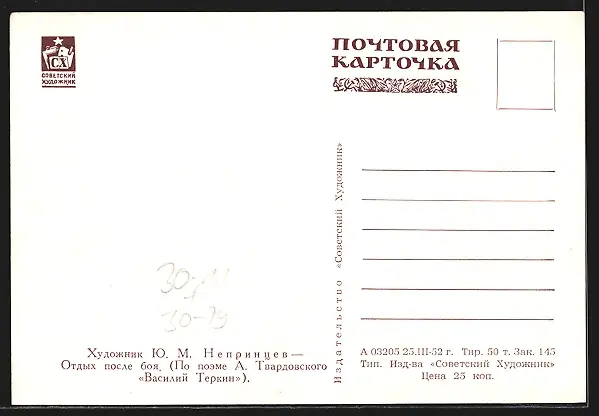 СХ
СОВЕТСКИЙ
ХУДОЖНИК
ПОЧТОВАЯ
КАРТОЧКА
Издательство «Советский Художник»
30-
30-79
Художник Ю. М. Непринцев—
Отдых после боя. (По поэме А. Твардовского
«Василий Теркин»).
А 03205 25.III-52 г. Тир. 50 т. Зак. 145
Тип. Изд-ва «Советский Художник»
Цена 25 коп.